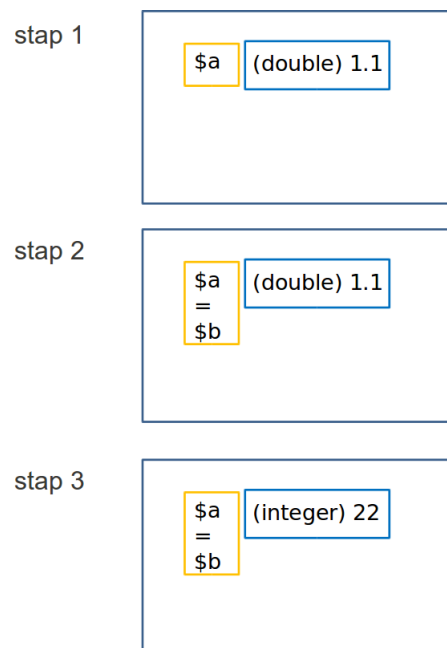 stap 1
$a
(double) 1.1
stap 2
$a
=
$b
(double) 1.1
stap 3
$a
=
$b
(integer) 22